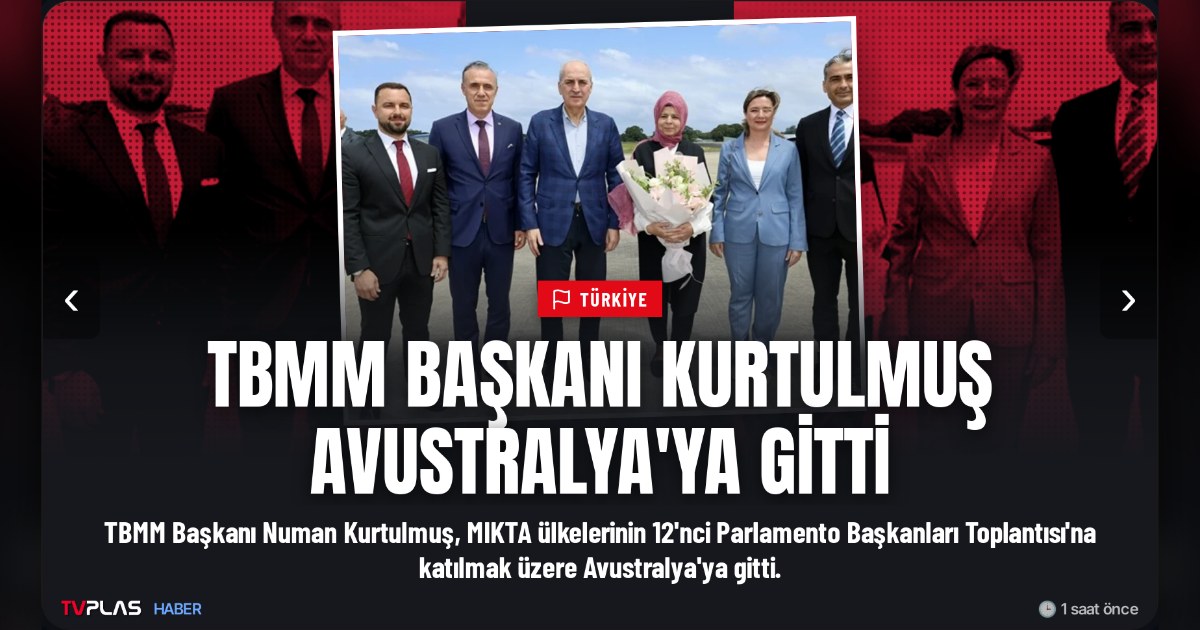 TÜRKİYE
TBMM BAŞKANI KURTULMUŞ
AVUSTRALYA'YA GİTTİ
TBMM Başkanı Numan Kurtulmuş, MIKTA ülkelerinin 12'nci Parlamento Başkanları Toplantısı'na
katılmak üzere Avustralya'ya gitti.
TVPLAS HABER
1 saat önce